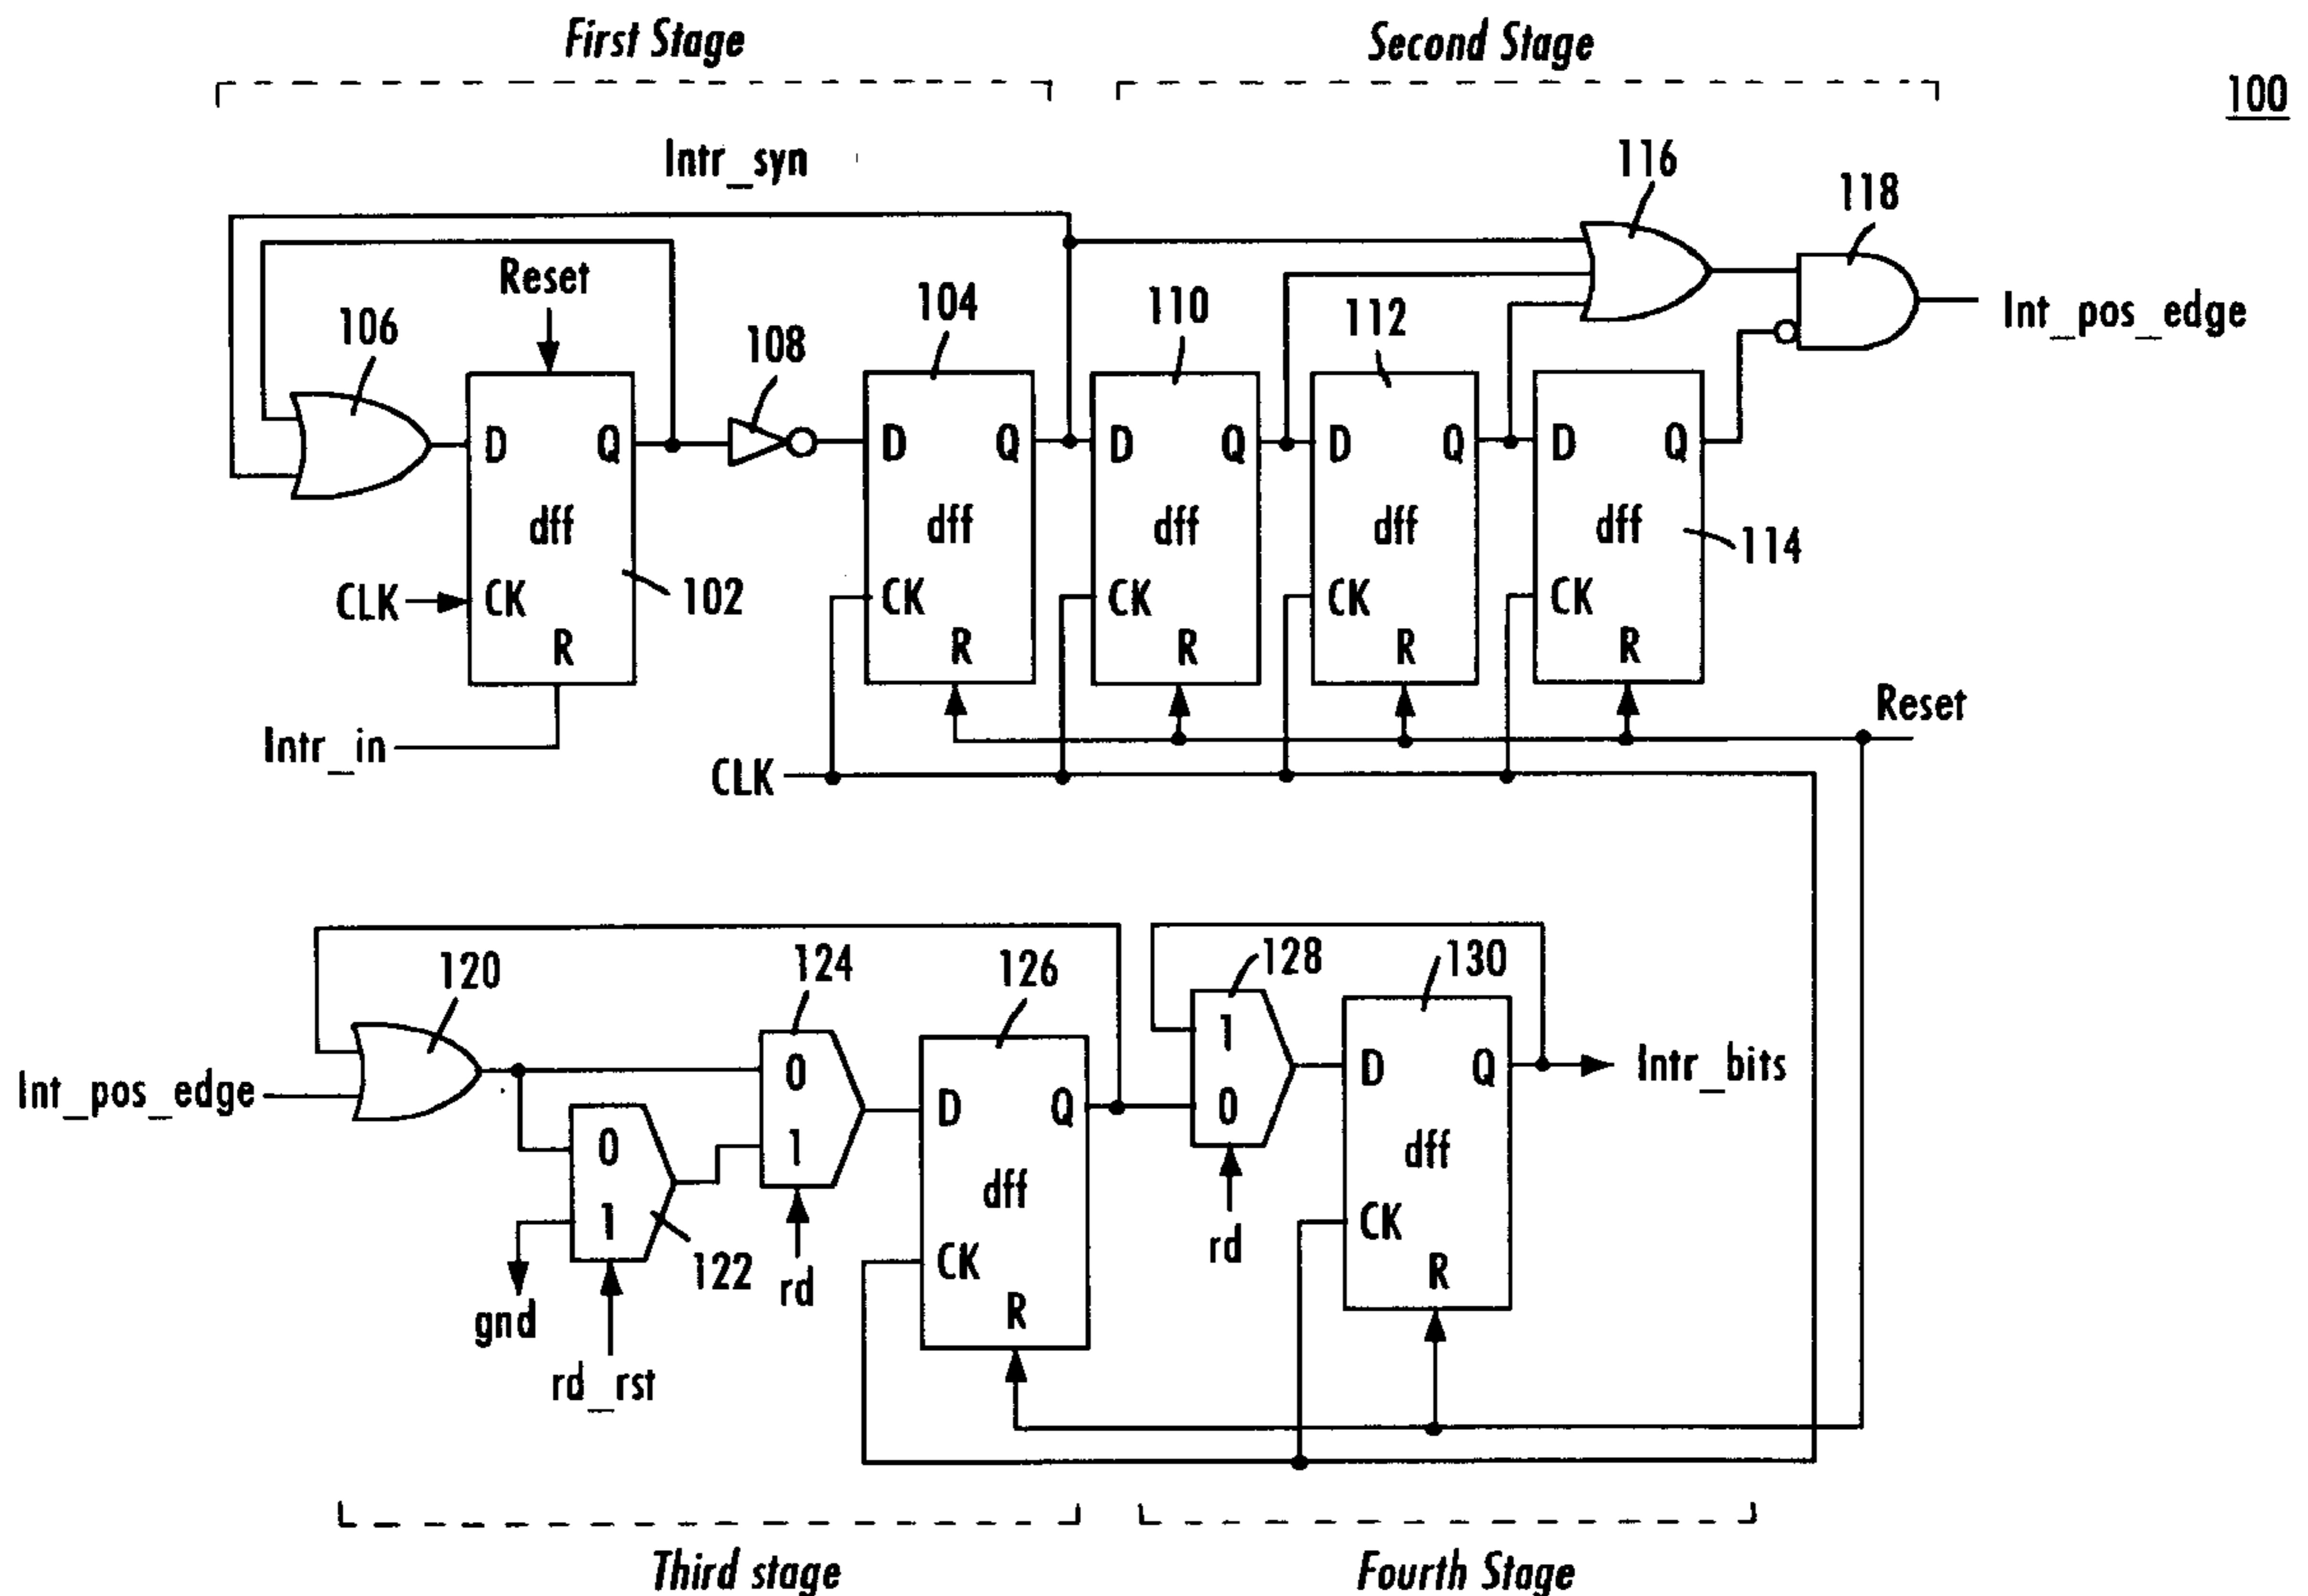 First Stage
Second Stage
100
Intr_syn
116
118
Reset
106
108
104
110
112
Int_pos_edge
D Q
D Q
D Q
D Q
D Q
dff
dff
dff
dff
dff
114
CLK
CK
102
CK
CK
CK
CK
R
R
R
R
R
Intr_in
Reset
CLK
120
124
126
128
130
Int_pos_edge
0
1
D Q
1
0
D Q
Intr_bits
0
1
dff
dff
gnd
122
rd
CK
rd
CK
rd_rst
R
R
Third stage
Fourth Stage